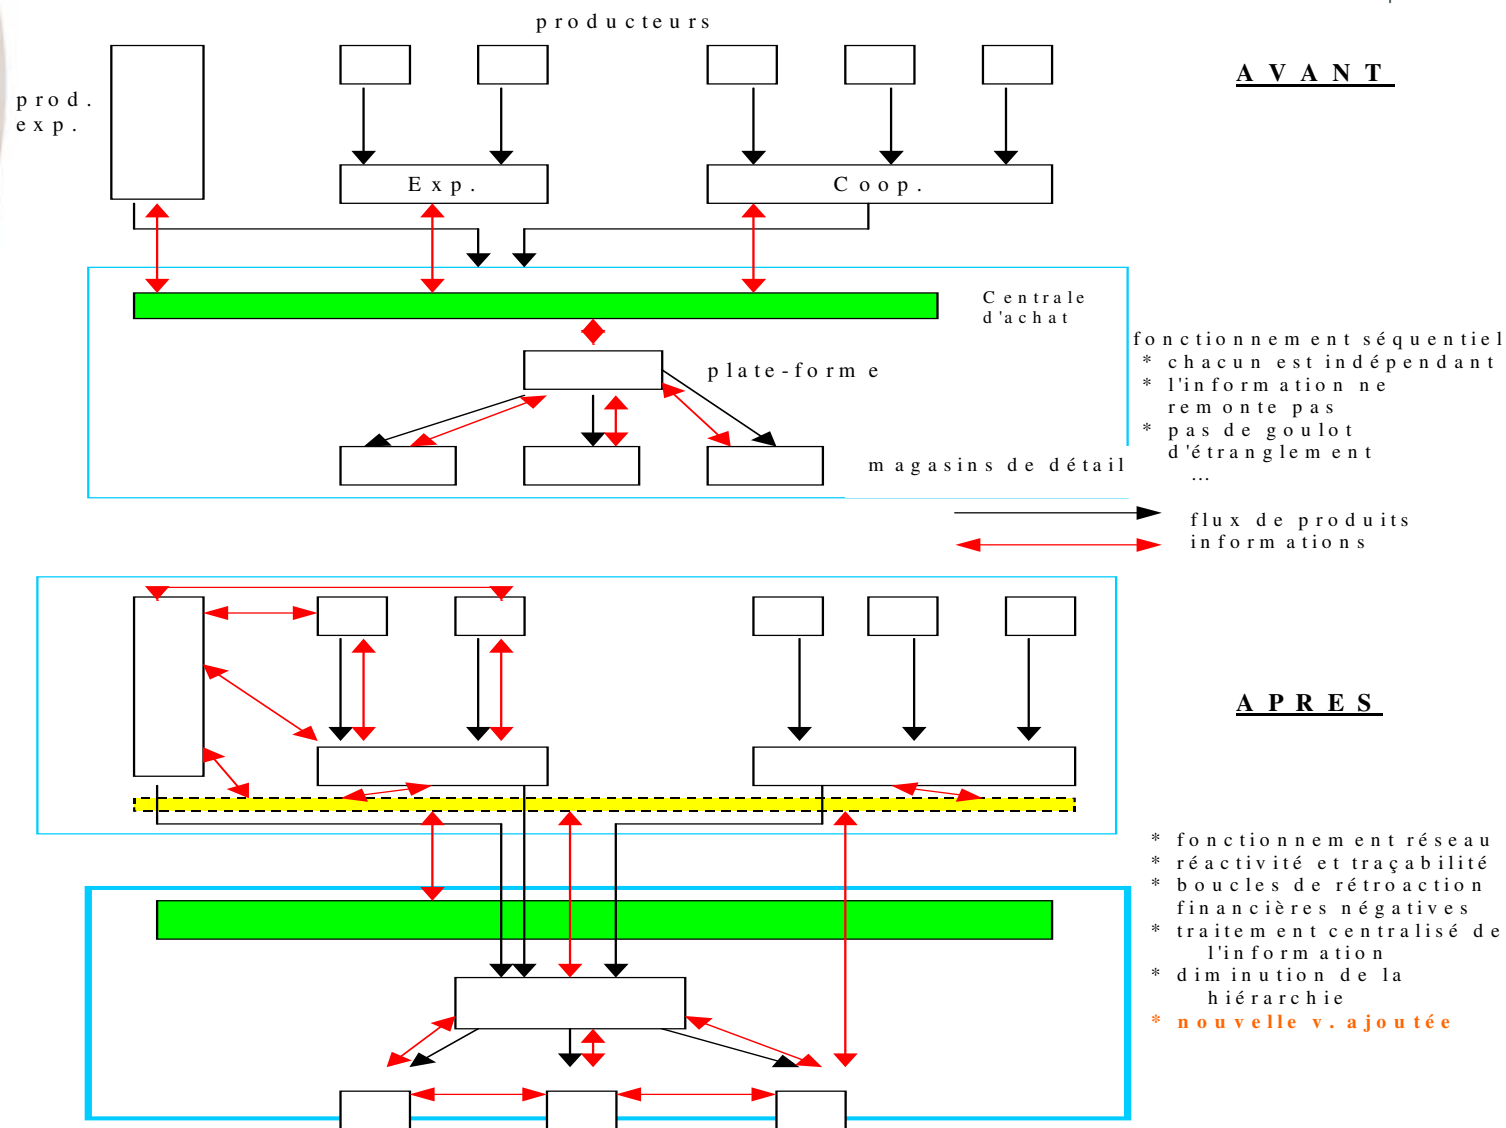 producteurs
AVANT
prod.
exp.
Exp.
Coop.
Centrale
d'achat
plate-forme
magasins de détail
fonctionnement séquentiel
* chacun est indépendant
* l'information ne
remonte pas
* pas de goulot
d'étranglement
...
flux de produits
informations
APRES
* fonctionnement réseau
* réactivité et traçabilité
* boucles de rétroaction
financières négatives
* traitement centralisé de
l'information
* diminution de la
hiérarchie
* nouvelle v. ajoutée